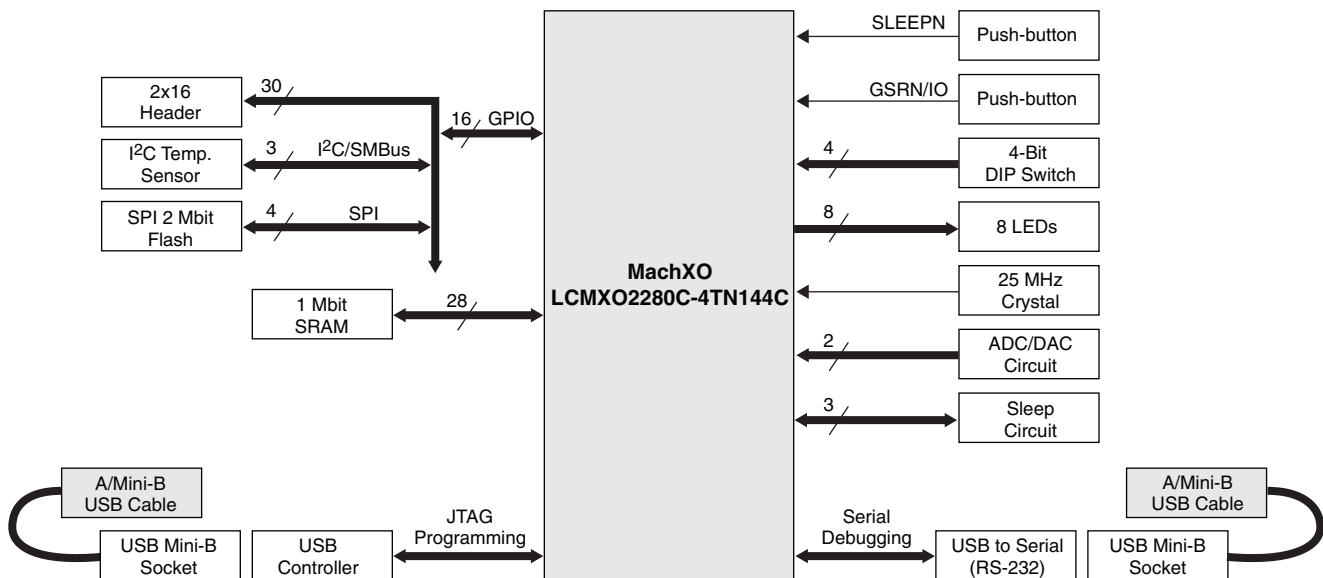 SLEEPN
Push-button
30
2x16
Header
GSRN/IO
Push-button
16 GPIO
3 I²C/SMBus
I²C Temp.
Sensor
4
4-Bit
DIP Switch
4 SPI
SPI 2 Mbit
Flash
8
8 LEDs
MachXO
LCMXO2280C-4TN144C
25 MHz
Crystal
28
1 Mbit
SRAM
2
ADC/DAC
Circuit
3
Sleep
Circuit
A/Mini-B
USB Cable
A/Mini-B
USB Cable
JTAG
Programming
Serial
Debugging
USB Mini-B
Socket
USB
Controller
USB to Serial
(RS-232)
USB Mini-B
Socket